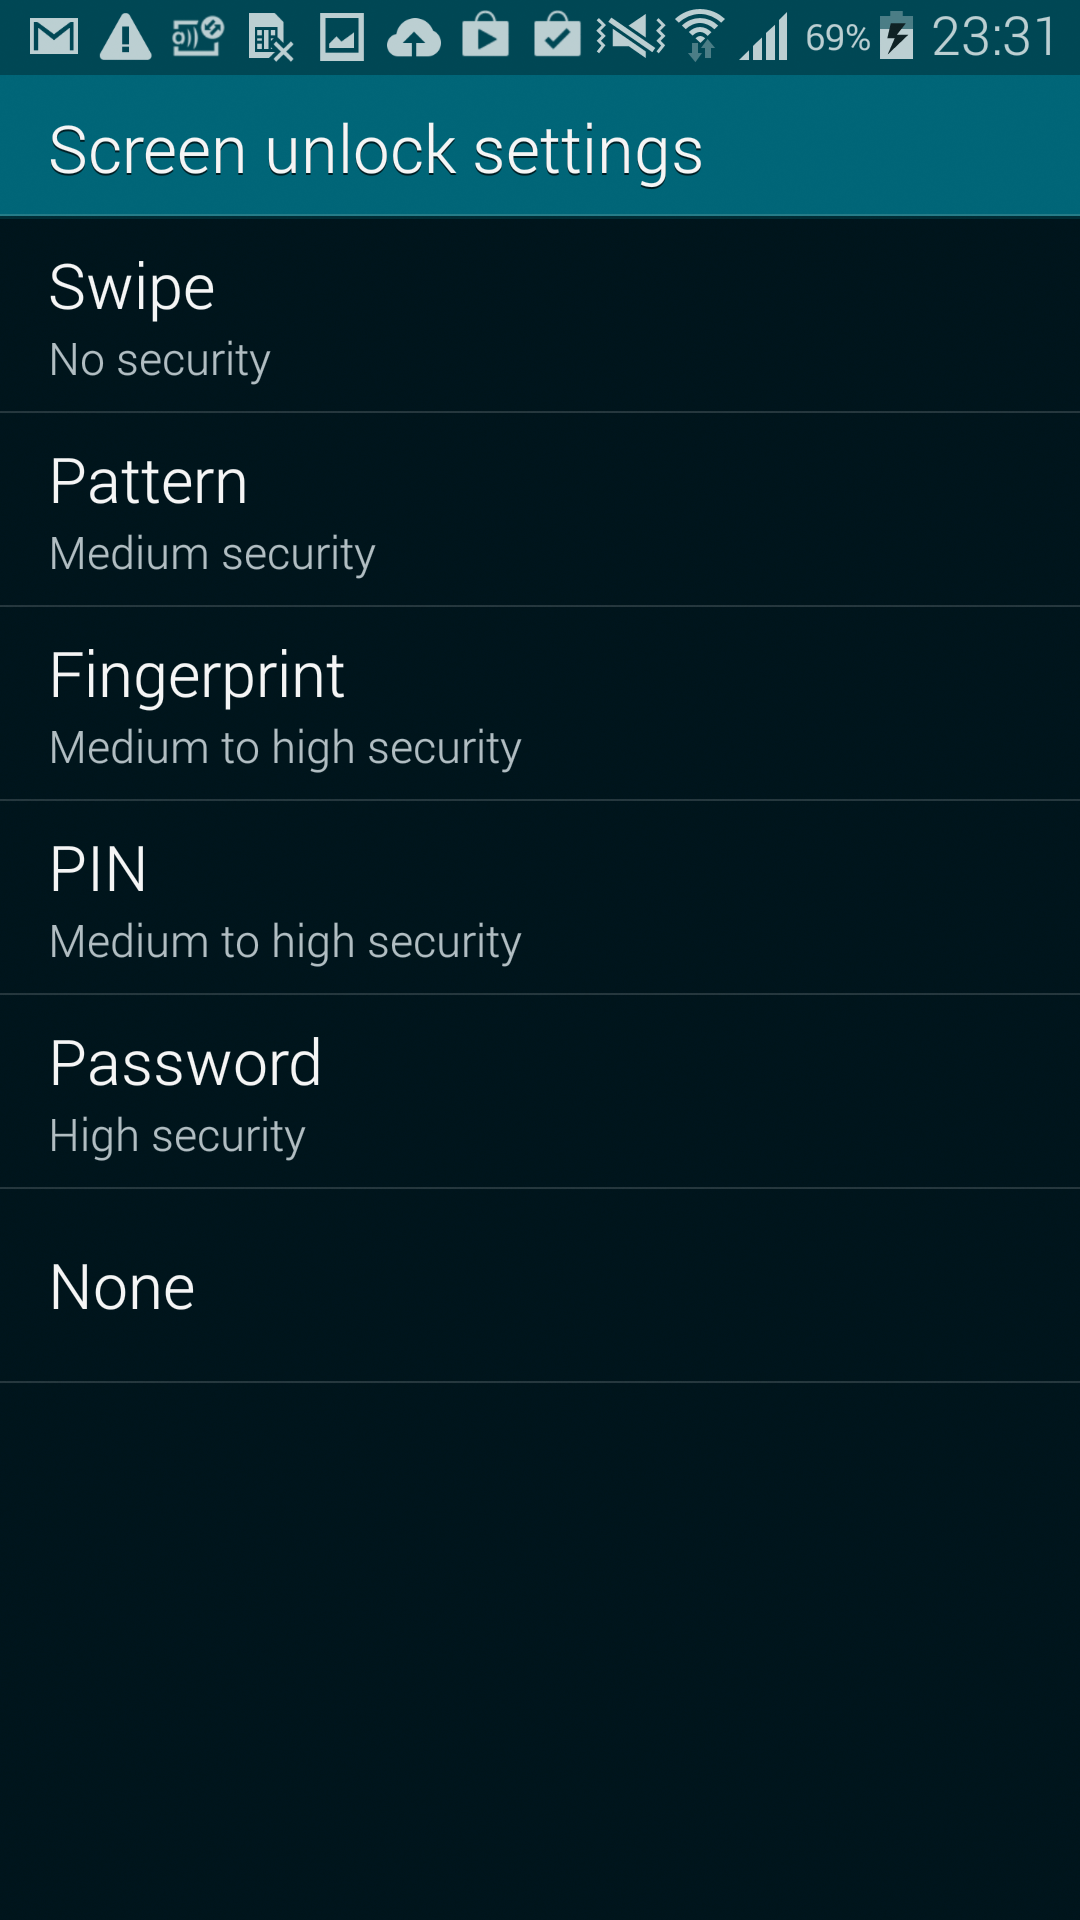 69% 23:31
Screen unlock settings
Swipe
No security
Pattern
Medium security
Fingerprint
Medium to high security
PIN
Medium to high security
Password
High security
None